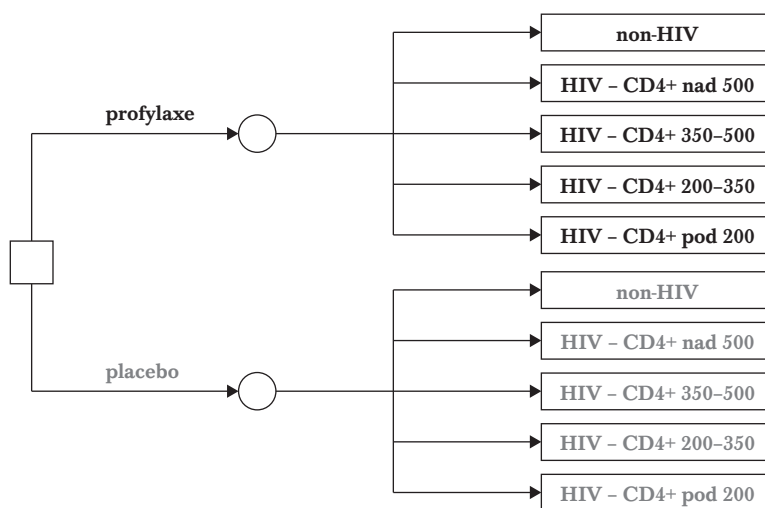 non-HIV
HIV – CD4+ nad 500
profylaxe
HIV – CD4+ 350–500
HIV – CD4+ 200–350
HIV – CD4+ pod 200
non-HIV
HIV – CD4+ nad 500
placebo
HIV – CD4+ 350–500
HIV – CD4+ 200–350
HIV – CD4+ pod 200